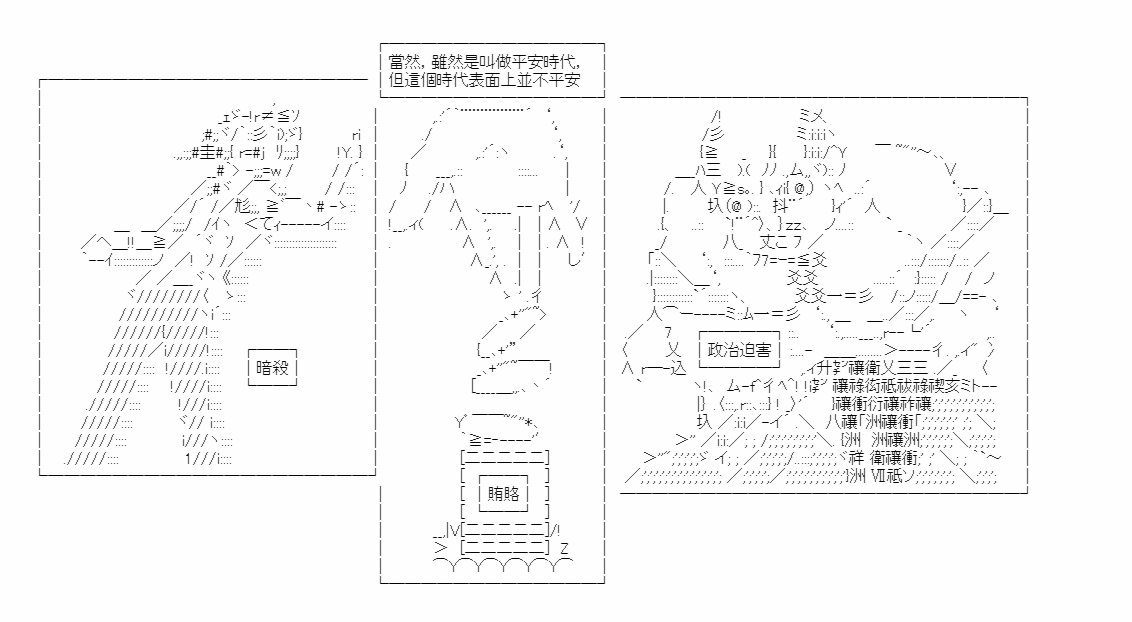 當然，雖然是叫做平安時代，
但這個時代表面上並不平安
暗殺
賄賂
政治迫害